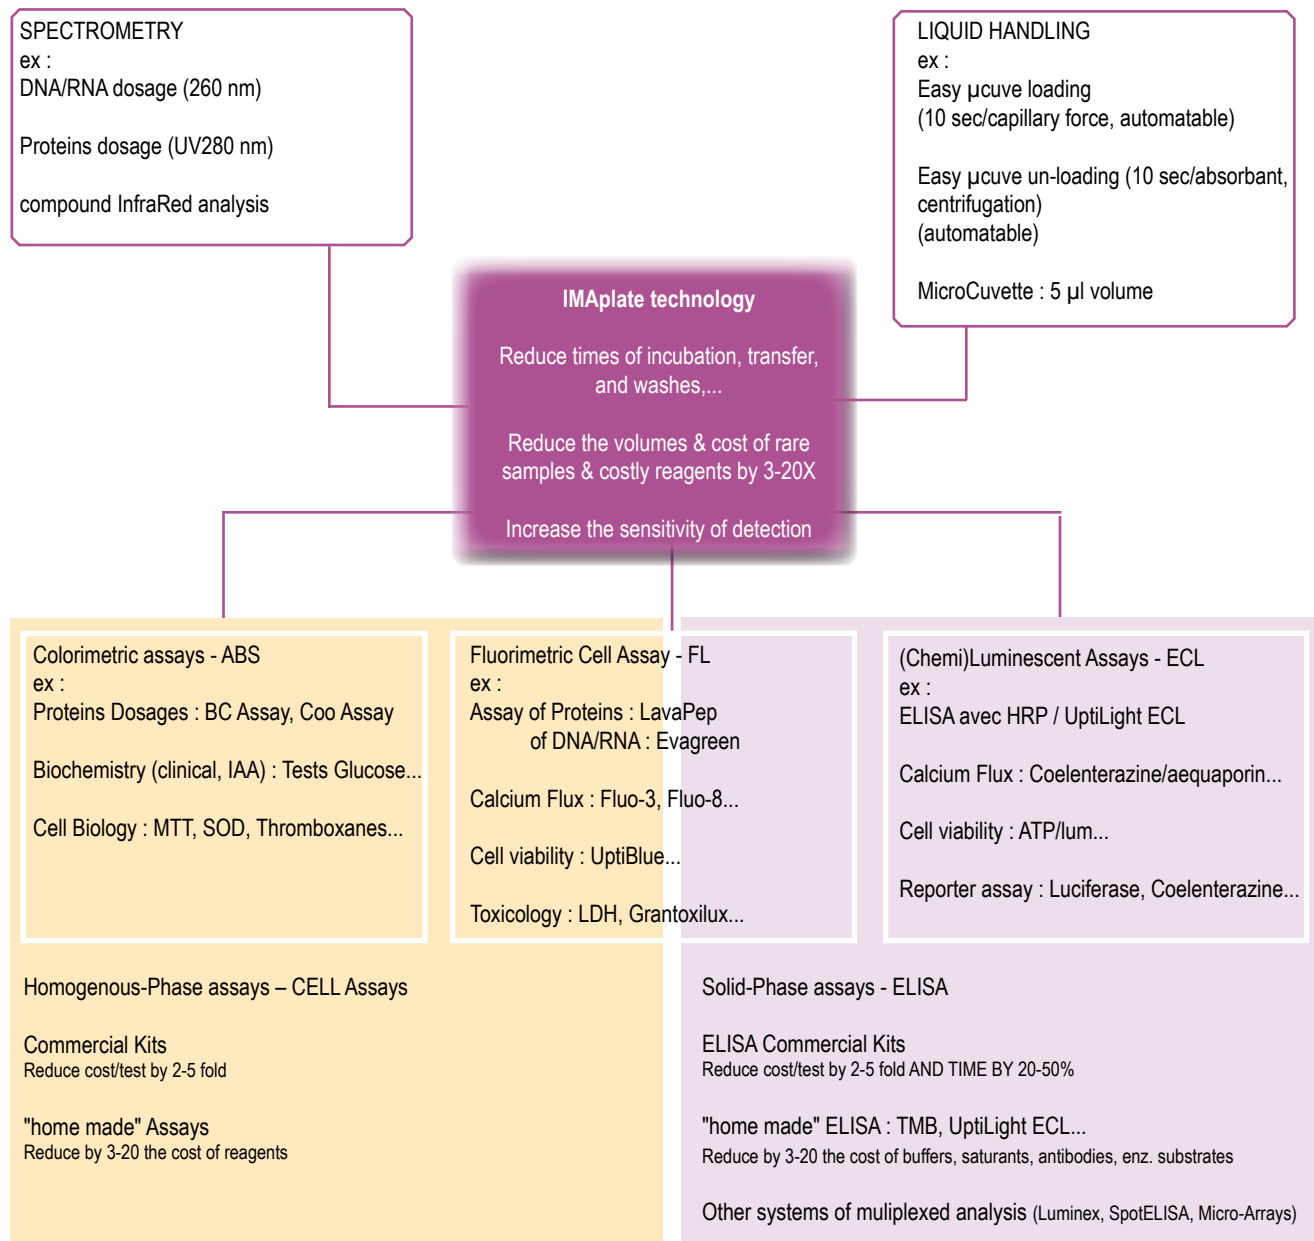 SPECTROMETRY
ex :
DNA/RNA dosage (260 nm)
Proteins dosage (UV280 nm)
compound InfraRed analysis
LIQUID HANDLING
ex :
Easy µcuve loading
(10 sec/capillary force, automatable)
Easy µcuve un-loading (10 sec/absorbant,
centrifugation)
(automatable)
MicroCuvette : 5 µl volume
IMAplate technology
Reduce times of incubation, transfer,
and washes,...
Reduce the volumes & cost of rare
samples & costly reagents by 3-20X
Increase the sensitivity of detection
Colorimetric assays - ABS
ex :
Proteins Dosages : BC Assay, Coo Assay
Biochemistry (clinical, IAA) : Tests Glucose...
Cell Biology : MTT, SOD, Thromboxanes...
Fluorimetric Cell Assay - FL
ex :
Assay of Proteins : LavaPep
of DNA/RNA : Evagreen
Calcium Flux : Fluo-3, Fluo-8...
Cell viability : UptiBlue...
Toxicology : LDH, Grantoxilux...
(Chemi)Luminescent Assays - ECL
ex :
ELISA avec HRP / UptiLight ECL
Calcium Flux : Coelenterazine/aequaporin...
Cell viability : ATP/lum...
Reporter assay : Luciferase, Coelenterazine...
Homogenous-Phase assays – CELL Assays
Commercial Kits
Reduce cost/test by 2-5 fold
"home made" Assays
Reduce by 3-20 the cost of reagents
Solid-Phase assays - ELISA
ELISA Commercial Kits
Reduce cost/test by 2-5 fold AND TIME BY 20-50%
"home made" ELISA : TMB, UptiLight ECL...
Reduce by 3-20 the cost of buffers, saturants, antibodies, enz. substrates
Other systems of muliplexed analysis (Luminex, SpotELISA, Micro-Arrays)